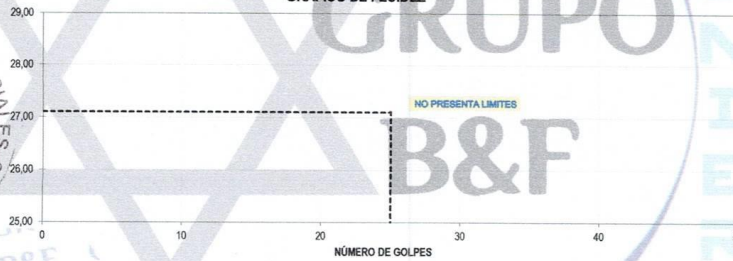 29,00
GRUPO
28,00
NO PRESENTA LIMITES
27,00
B&F
26,00
25,00
0 10 20 30 40
NÚMERO DE GOLPES